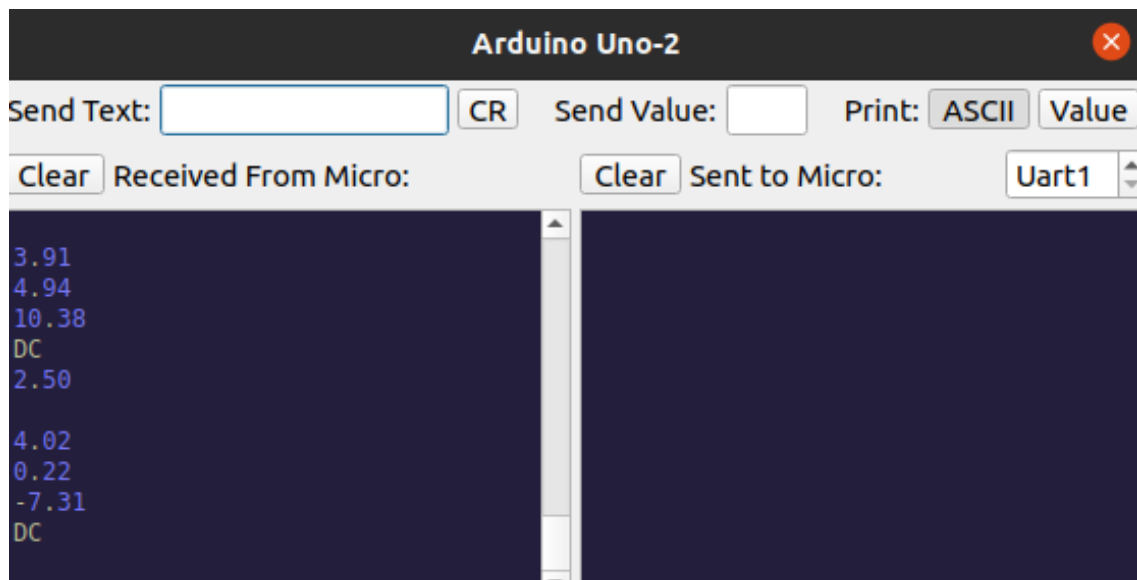 Arduino Uno-2
Send Text: CR Send Value: Print: ASCII Value
Clear Received From Micro: Clear Sent to Micro: Uart1
3.91
4.94
10.38
DC
2.50
4.02
0.22
-7.31
DC